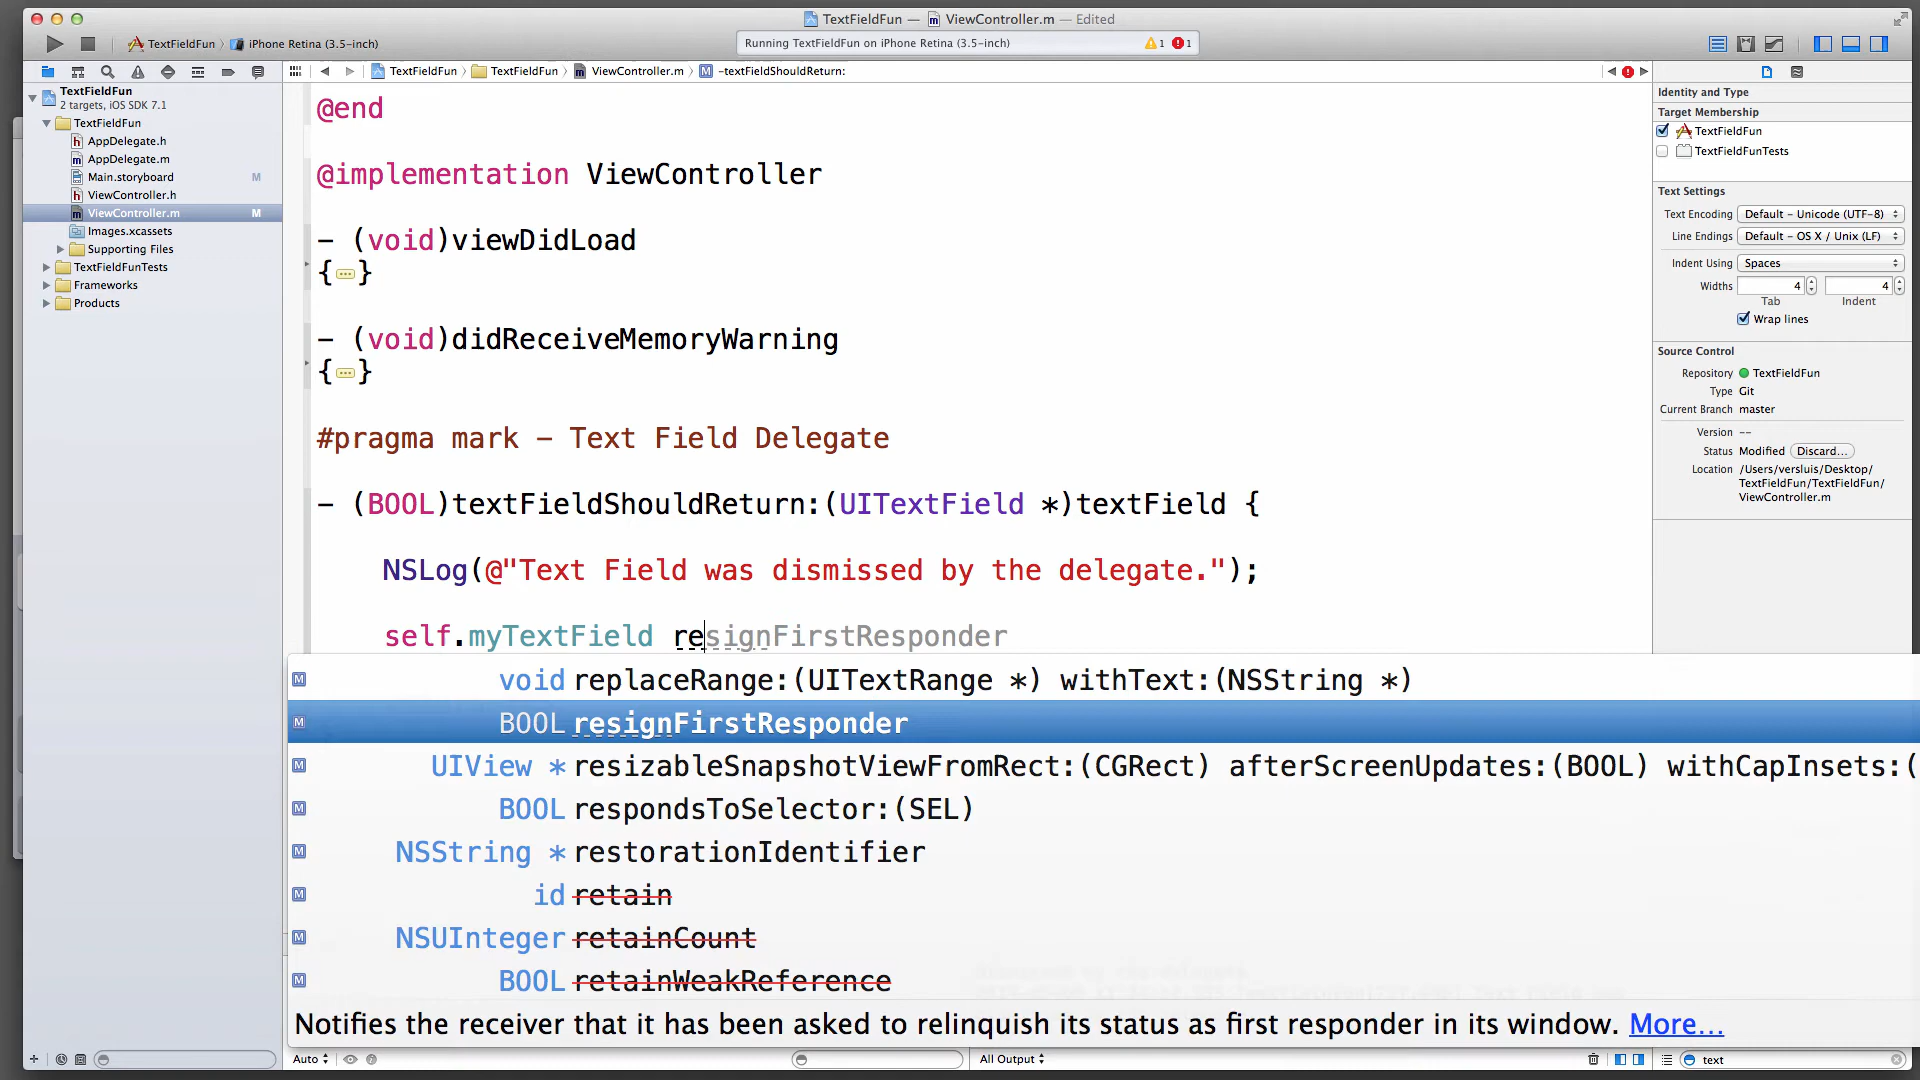 TextFieldFun — ViewController.m — Edited
TextFieldFun iPhone Retina (3.5-inch)
Running TextFieldFun on iPhone Retina (3.5-inch) 1 1
TextFieldFun TextFieldFun ViewController.m -textFieldShouldReturn:
TextFieldFun
2 targets, iOS SDK 7.1
TextFieldFun
AppDelegate.h
AppDelegate.m
Main.storyboard M
ViewController.h
ViewController.m M
Images.xcassets
Supporting Files
TextFieldFunTests
Frameworks
Products
@end
@implementation ViewController
- (void)viewDidLoad
{...}
- (void)didReceiveMemoryWarning
{...}
#pragma mark - Text Field Delegate
- (BOOL)textFieldShouldReturn:(UITextField *)textField {
NSLog(@"Text Field was dismissed by the delegate.");
self.myTextField resignFirstResponder
M void replaceRange:(UITextRange *) withText:(NSString *)
M BOOL resignFirstResponder
M UIView * resizableSnapshotViewFromRect:(CGRect) afterScreenUpdates:(BOOL) withCapInsets:(
M BOOL respondsToSelector:(SEL)
M NSString * restorationIdentifier
M id retain
M NSUInteger retainCount
M BOOL retainWeakReference
Notifies the receiver that it has been asked to relinquish its status as first responder in its window. More...
Auto
All Output
text
Identity and Type
Target Membership
TextFieldFun
TextFieldFunTests
Text Settings
Text Encoding Default - Unicode (UTF-8)
Line Endings Default - OS X / Unix (LF)
Indent Using Spaces
Widths 4 4
Tab Indent
Wrap lines
Source Control
Repository TextFieldFun
Type Git
Current Branch master
Version --
Status Modified Discard...
Location /Users/versluis/Desktop/
TextFieldFun/TextFieldFun/
ViewController.m